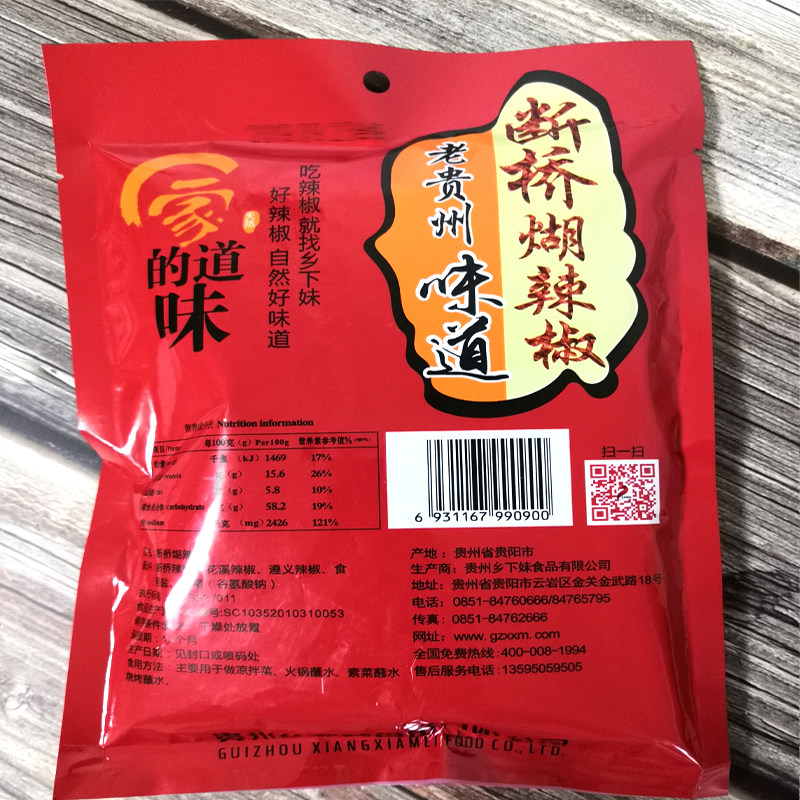 断桥煳辣椒
老贵州
味道
吃辣椒 就找乡下妹
好辣椒 自然好味道
家
天然
的道
味
Nutrition information
每100克（g）Per100g 营养素参考值%
（kJ）1469 17%
（g）15.6 26%
（g）5.8 10%
carbohydrate （g）58.2 19%
sodium （mg）2426 121%
6 931167 990900
扫一扫
花溪辣椒、遵义辣椒、食
（谷氨酸钠）
号:SC10352010310053
干燥处放置
个月
生产日期：见封口或喷码处
食用方法：主要用于做凉拌菜、火锅蘸水、素菜蘸水
烧烤蘸水。
产地：贵州省贵阳市
生产商：贵州乡下妹食品有限公司
地址：贵州省贵阳市云岩区金关金武路18号
电话：0851-84760666/84765795
传真：0851-84762666
网址：www.gzxxm.com
全国免费热线:400-008-1994
售后服务电话:13595059505
GUIZHOU XIANGXIAMEI FOOD CO.,LTD.